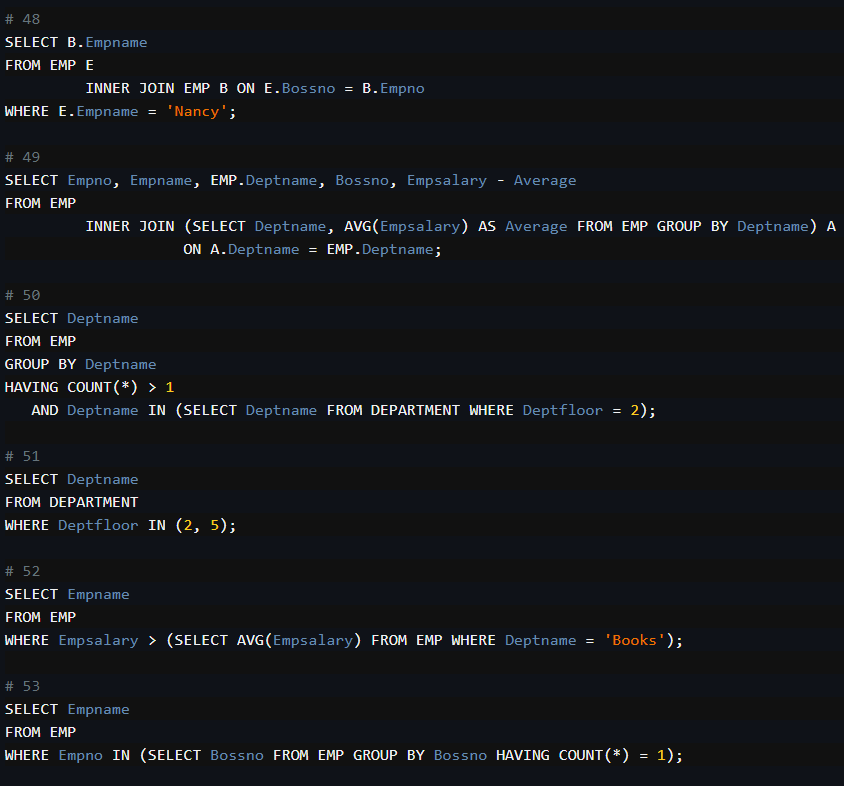 # 48
SELECT B.Empname
FROM EMP E
         INNER JOIN EMP B ON E.Bossno = B.Empno
WHERE E.Empname = 'Nancy';
# 49
SELECT Empno, Empname, EMP.Deptname, Bossno, Empsalary - Average
FROM EMP
         INNER JOIN (SELECT Deptname, AVG(Empsalary) AS Average FROM EMP GROUP BY Deptname) A
                    ON A.Deptname = EMP.Deptname;
# 50
SELECT Deptname
FROM EMP
GROUP BY Deptname
HAVING COUNT(*) > 1
   AND Deptname IN (SELECT Deptname FROM DEPARTMENT WHERE Deptfloor = 2);
# 51
SELECT Deptname
FROM DEPARTMENT
WHERE Deptfloor IN (2, 5);
# 52
SELECT Empname
FROM EMP
WHERE Empsalary > (SELECT AVG(Empsalary) FROM EMP WHERE Deptname = 'Books');
# 53
SELECT Empname
FROM EMP
WHERE Empno IN (SELECT Bossno FROM EMP GROUP BY Bossno HAVING COUNT(*) = 1);